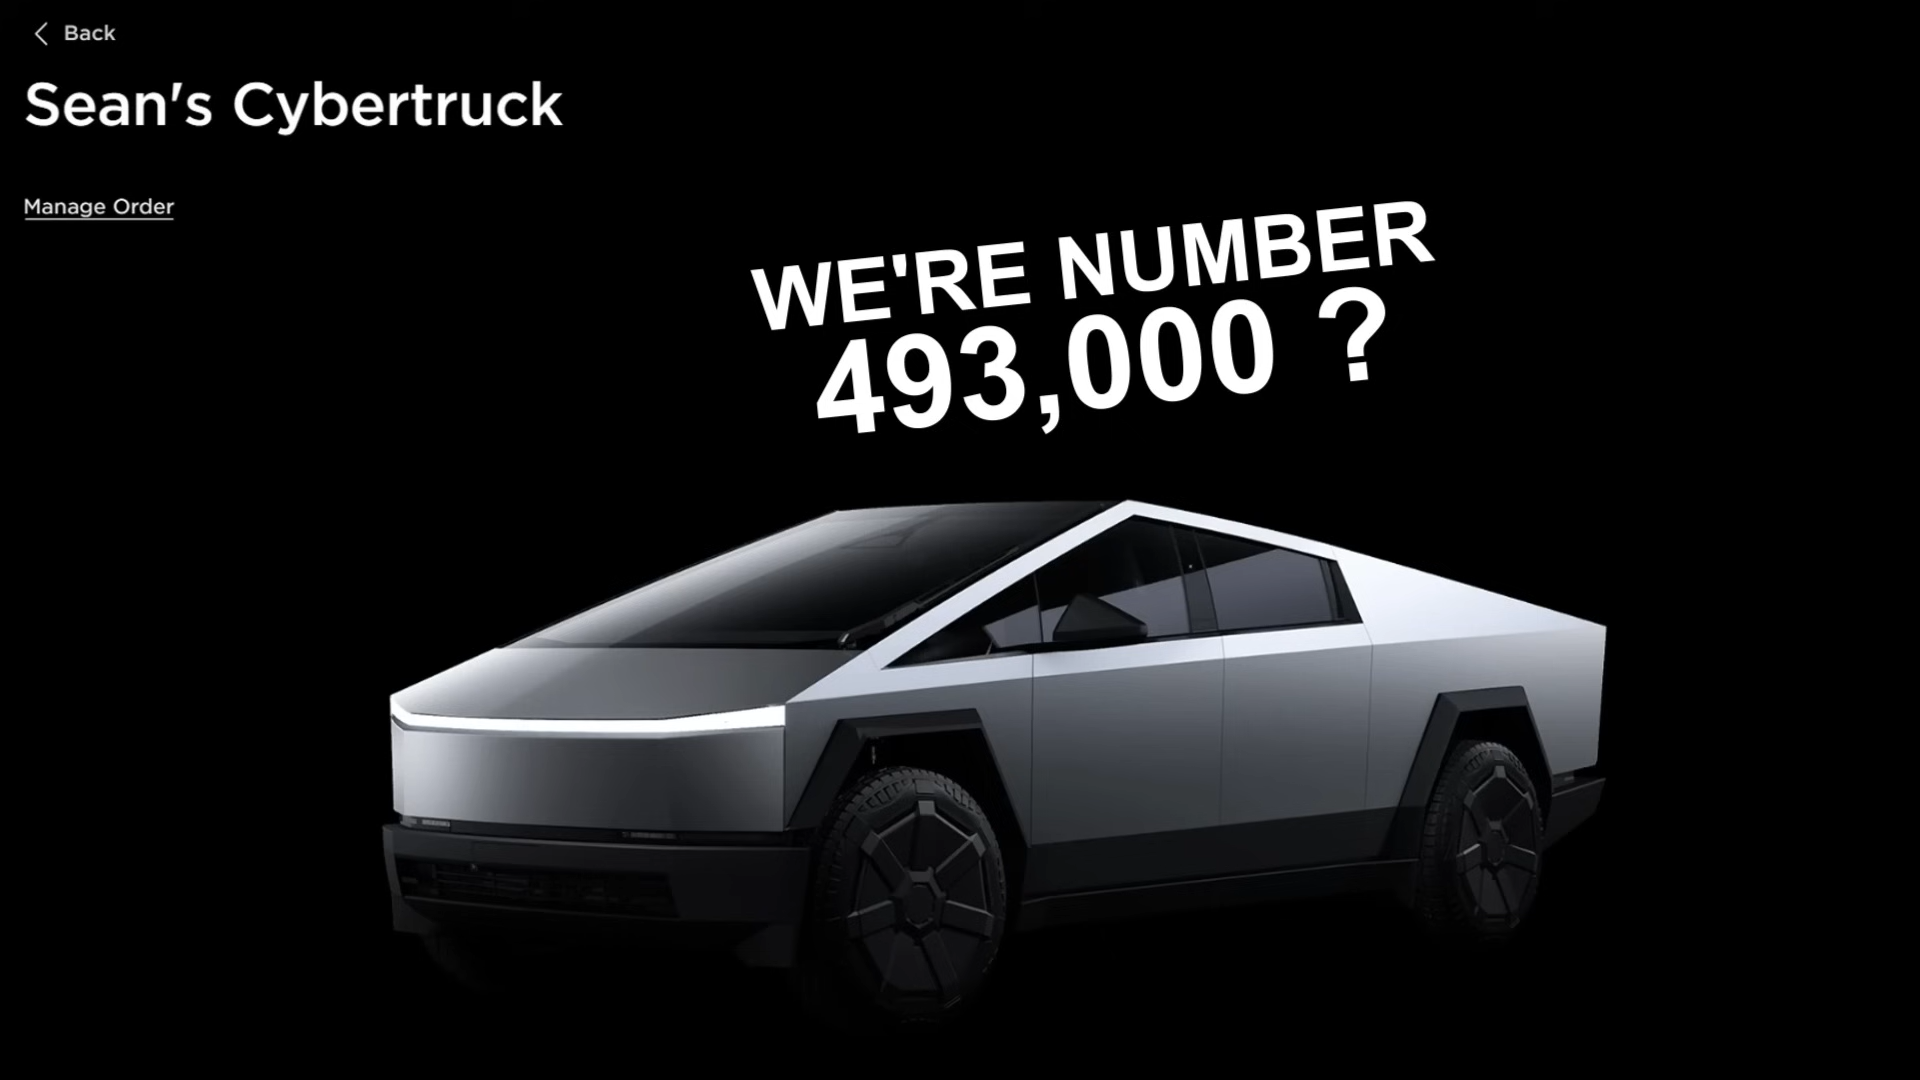 Back
Sean's Cybertruck
Manage Order
WE'RE NUMBER
493,000 ?